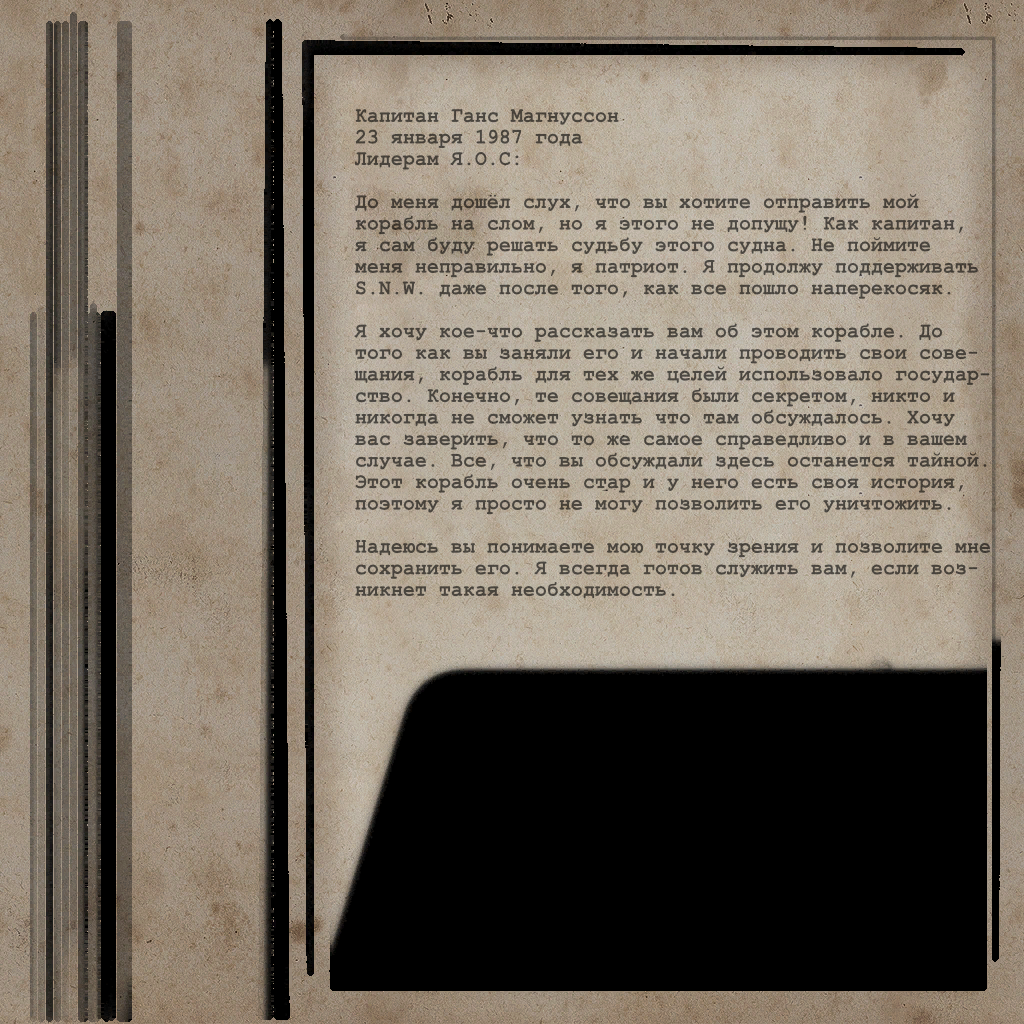 Капитан Ганс Магнуссон
23 января 1987 года
Лидерам Я.О.С:
До меня дошёл слух, что вы хотите отправить мой
корабль на слом, но я этого не допущу! Как капитан,
я сам буду решать судьбу этого судна. Не поймите
меня неправильно, я патриот. Я продолжу поддерживать
S.N.W. даже после того, как все пошло наперекосяк.
Я хочу кое-что рассказать вам об этом корабле. До
того как вы заняли его и начали проводить свои сове-
щания, корабль для тех же целей использовало государ-
ство. Конечно, те совещания были секретом, никто и
никогда не сможет узнать что там обсуждалось. Хочу
вас заверить, что то же самое справедливо и в вашем
случае. Все, что вы обсуждали здесь останется тайной.
Этот корабль очень стар и у него есть своя история,
поэтому я просто не могу позволить его уничтожить.
Надеюсь вы понимаете мою точку зрения и позволите мне
сохранить его. Я всегда готов служить вам, если воз-
никнет такая необходимость.